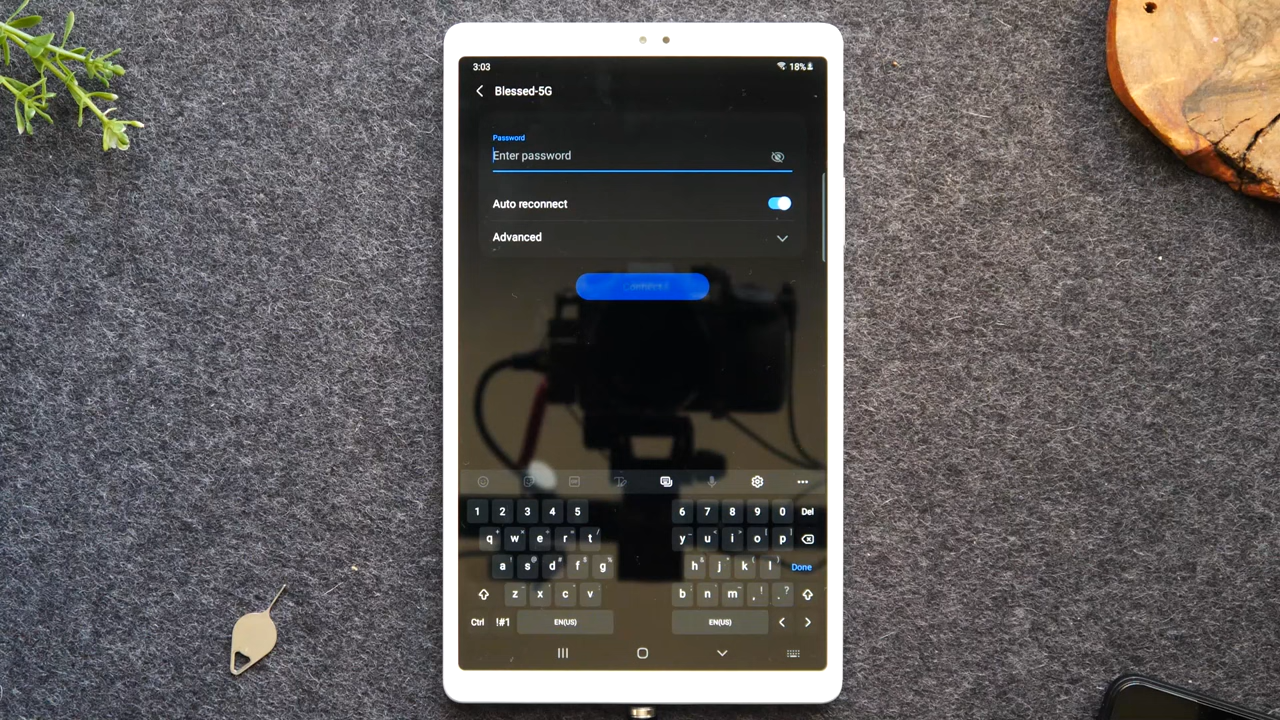 3:03 18%
Blessed-5G
Password
Enter password
Auto reconnect
Advanced
1 2 3 4 5 6 7 8 9 0 Del
q w e r t y u i o p
a s d f g h j k l Done
z x c v b n m , ! . ?
Ctrl !#1 EN(US) EN(US)